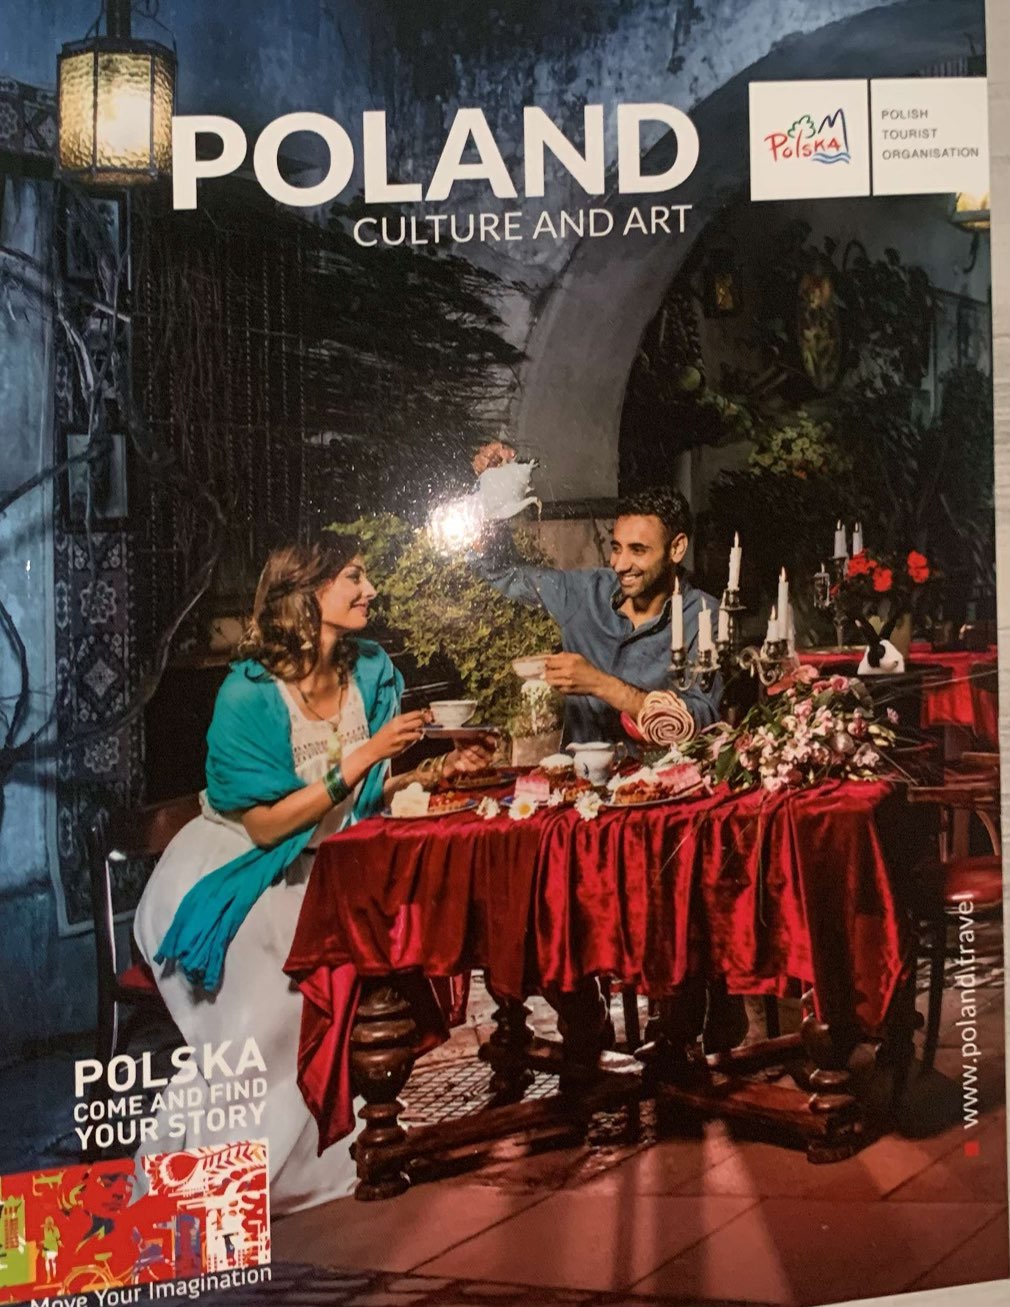 POLAND
CULTURE AND ART
PolsKA
POLISH
TOURIST
ORGANISATION
www.poland.travel
POLSKA
COME AND FIND
YOUR STORY
Move Your Imagination